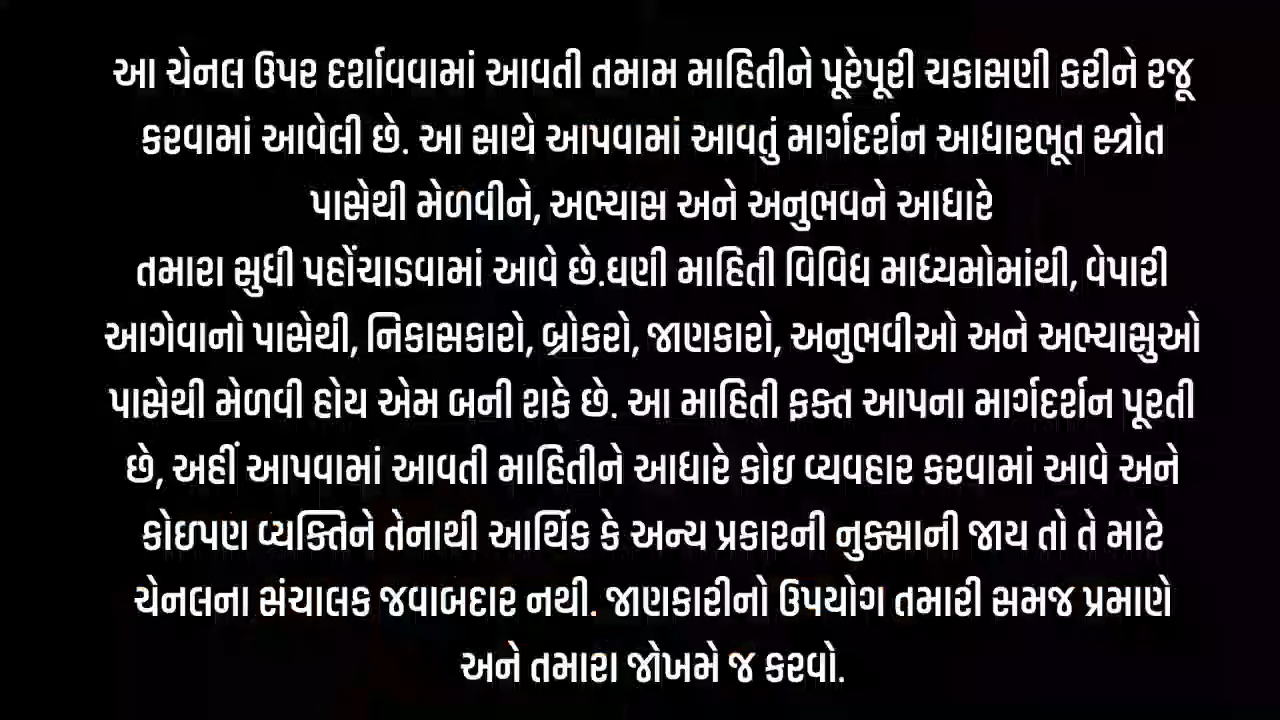 આ ચેનલ ઉપર દર્શાવવામાં આવતી તમામ માહિતીને પૂરેપૂરી ચકાસણી કરીને રજૂ
કરવામાં આવેલી છે. આ સાથે આપવામાં આવતું માર્ગદર્શન આધારભૂત સ્ત્રોત
પાસેથી મેળવીને, અભ્યાસ અને અનુભવને આધારે
તમારા સુધી પહોંચાડવામાં આવે છે.ઘણી માહિતી વિવિધ માધ્યમોમાંથી, વેપારી
આગેવાનો પાસેથી, નિકાસકારો, બ્રોકરો, જાણકારો, અનુભવીઓ અને અભ્યાસુઓ
પાસેથી મેળવી હોય એમ બની શકે છે. આ માહિતી ફક્ત આપના માર્ગદર્શન પૂરતી
છે, અહીં આપવામાં આવતી માહિતીને આધારે કોઇ વ્યવહાર કરવામાં આવે અને
કોઇપણ વ્યક્તિને તેનાથી આર્થિક કે અન્ય પ્રકારની નુક્સાની જાય તો તે માટે
ચેનલના સંચાલક જવાબદાર નથી. જાણકારીનો ઉપયોગ તમારી સમજ પ્રમાણે
અને તમારા જોખમે જ કરવો.